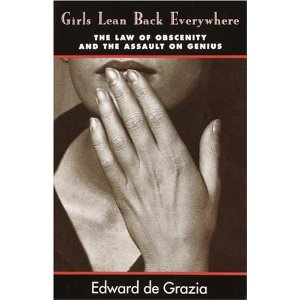 Girls Lean Back Everywhere
THE LAW OF OBSCENITY
AND THE ASSAULT ON GENIUS
Edward de Grazia